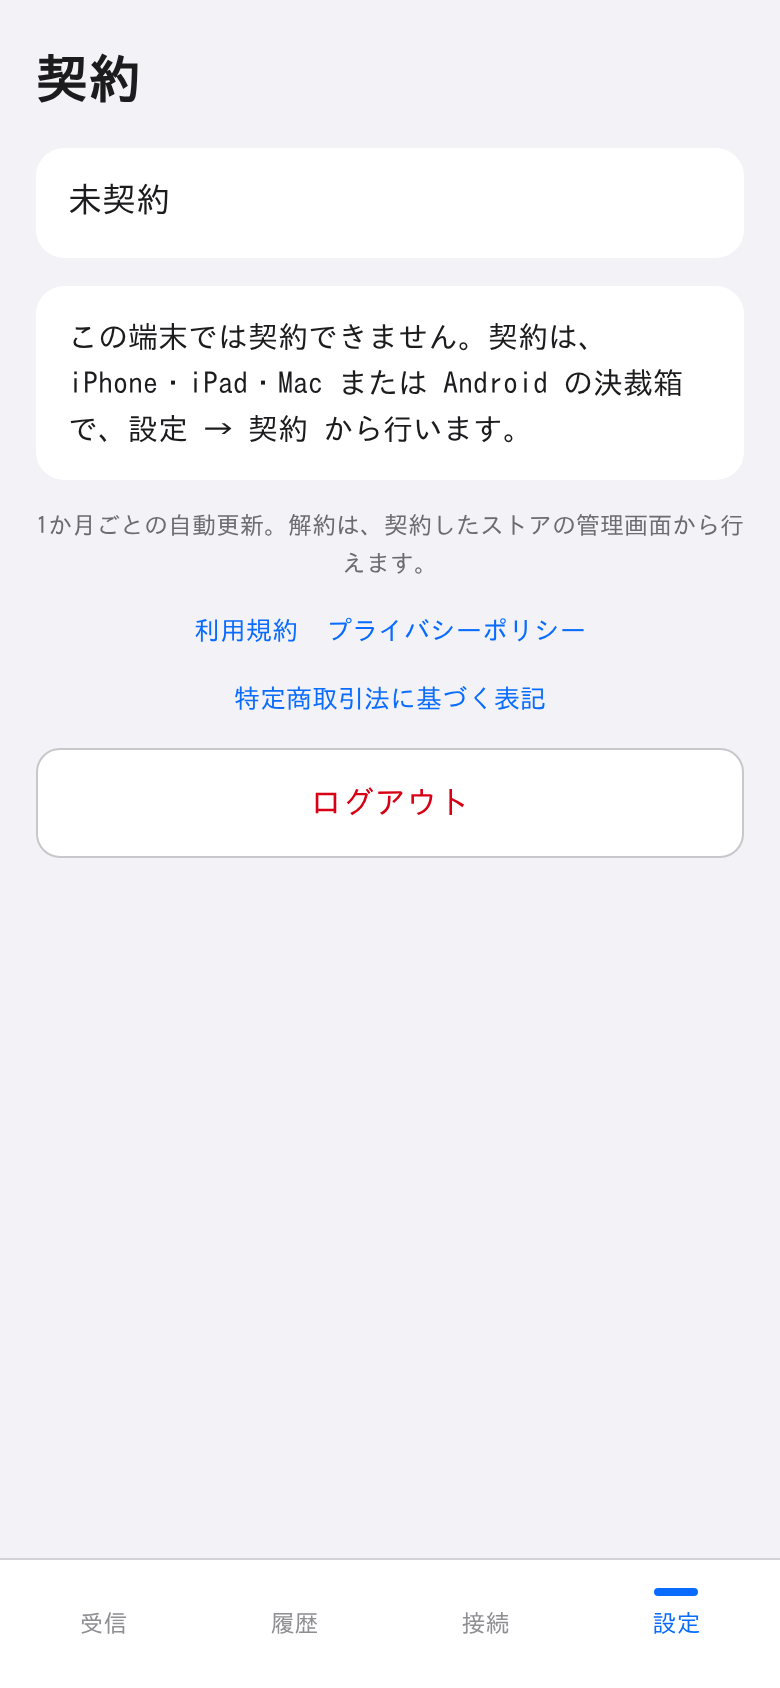 契約
未契約
この端末では契約できません。契約は、
iPhone・iPad・Mac または Android の決裁箱
で、設定 → 契約 から行います。
1か月ごとの自動更新。解約は、契約したストアの管理画面から行
えます。
利用規約 プライバシーポリシー
特定商取引法に基づく表記
ログアウト
受信 履歴 接続 設定